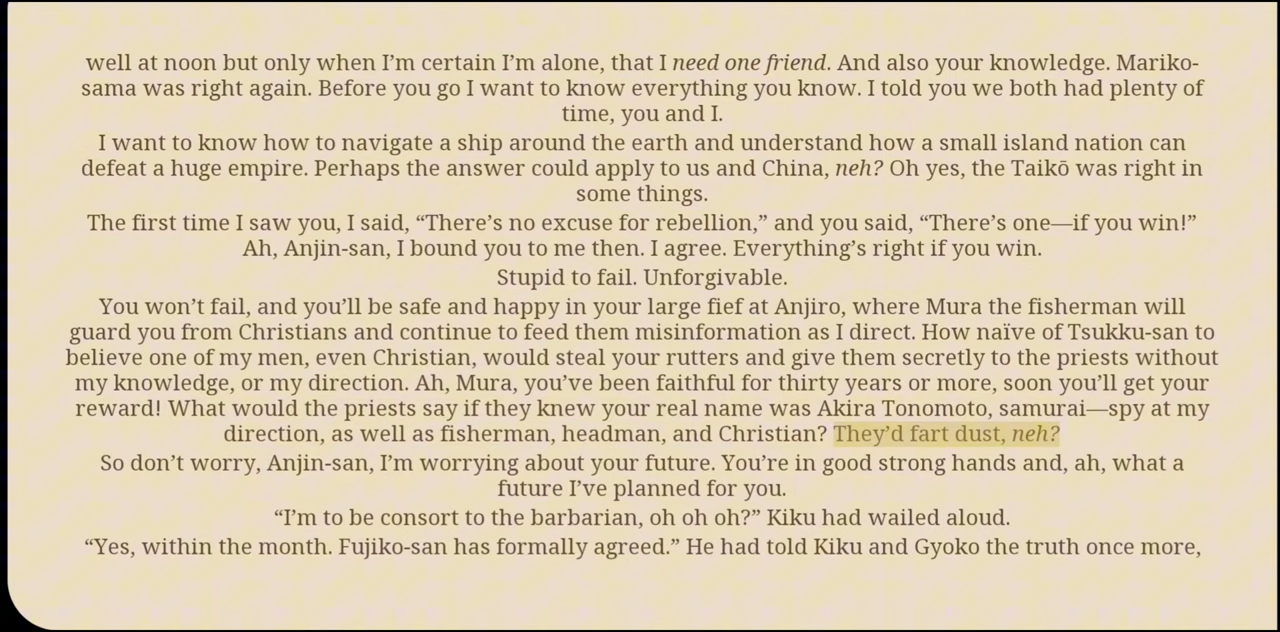 well at noon but only when I’m certain I’m alone, that I need one friend. And also your knowledge. Mariko-
sama was right again. Before you go I want to know everything you know. I told you we both had plenty of
time, you and I.
I want to know how to navigate a ship around the earth and understand how a small island nation can
defeat a huge empire. Perhaps the answer could apply to us and China, neh? Oh yes, the Taikō was right in
some things.
The first time I saw you, I said, “There’s no excuse for rebellion,” and you said, “There’s one—if you win!”
Ah, Anjin-san, I bound you to me then. I agree. Everything’s right if you win.
Stupid to fail. Unforgivable.
You won’t fail, and you’ll be safe and happy in your large fief at Anjiro, where Mura the fisherman will
guard you from Christians and continue to feed them misinformation as I direct. How naïve of Tsukku-san to
believe one of my men, even Christian, would steal your rutters and give them secretly to the priests without
my knowledge, or my direction. Ah, Mura, you’ve been faithful for thirty years or more, soon you’ll get your
reward! What would the priests say if they knew your real name was Akira Tonomoto, samurai—spy at my
direction, as well as fisherman, headman, and Christian? They’d fart dust, neh?
So don’t worry, Anjin-san, I’m worrying about your future. You’re in good strong hands and, ah, what a
future I’ve planned for you.
“I’m to be consort to the barbarian, oh oh oh?” Kiku had wailed aloud.
“Yes, within the month. Fujiko-san has formally agreed.” He had told Kiku and Gyoko the truth once more,